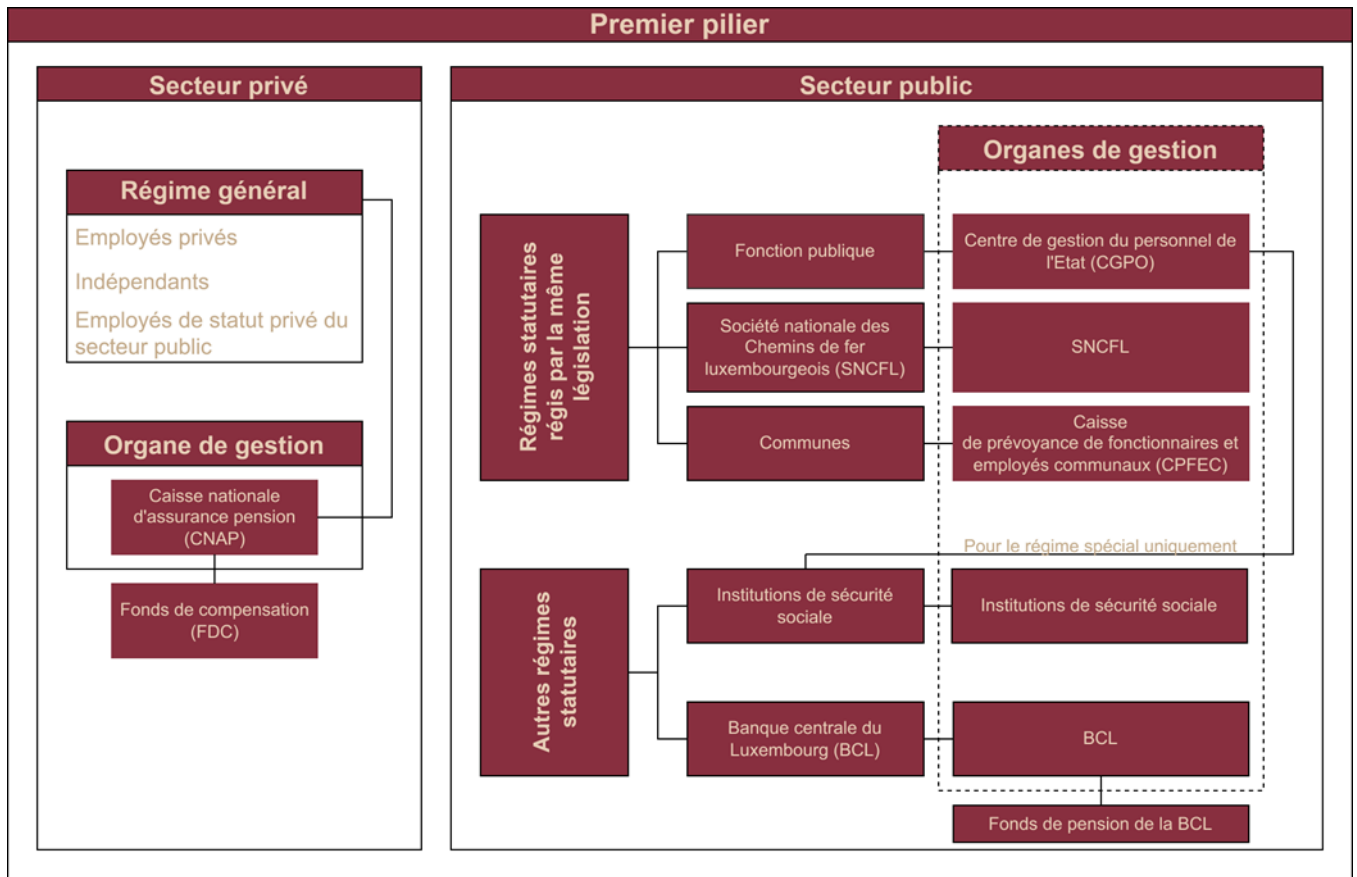 Premier pilier
Secteur privé
Régime général
Employés privés
Indépendants
Employés de statut privé du
secteur public
Organe de gestion
Caisse nationale
d'assurance pension
(CNAP)
Fonds de compensation
(FDC)
Secteur public
Organes de gestion
Régimes statutaires
régis par la même
législation
Fonction publique
Centre de gestion du personnel de
l'Etat (CGPO)
Société nationale des
Chemins de fer
luxembourgeois (SNCFL)
SNCFL
Communes
Caisse
de prévoyance de fonctionnaires et
employés communaux (CPFEC)
Pour le régime spécial uniquement
Autres régimes
statutaires
Institutions de sécurité
sociale
Institutions de sécurité sociale
Banque centrale du
Luxembourg (BCL)
BCL
Fonds de pension de la BCL